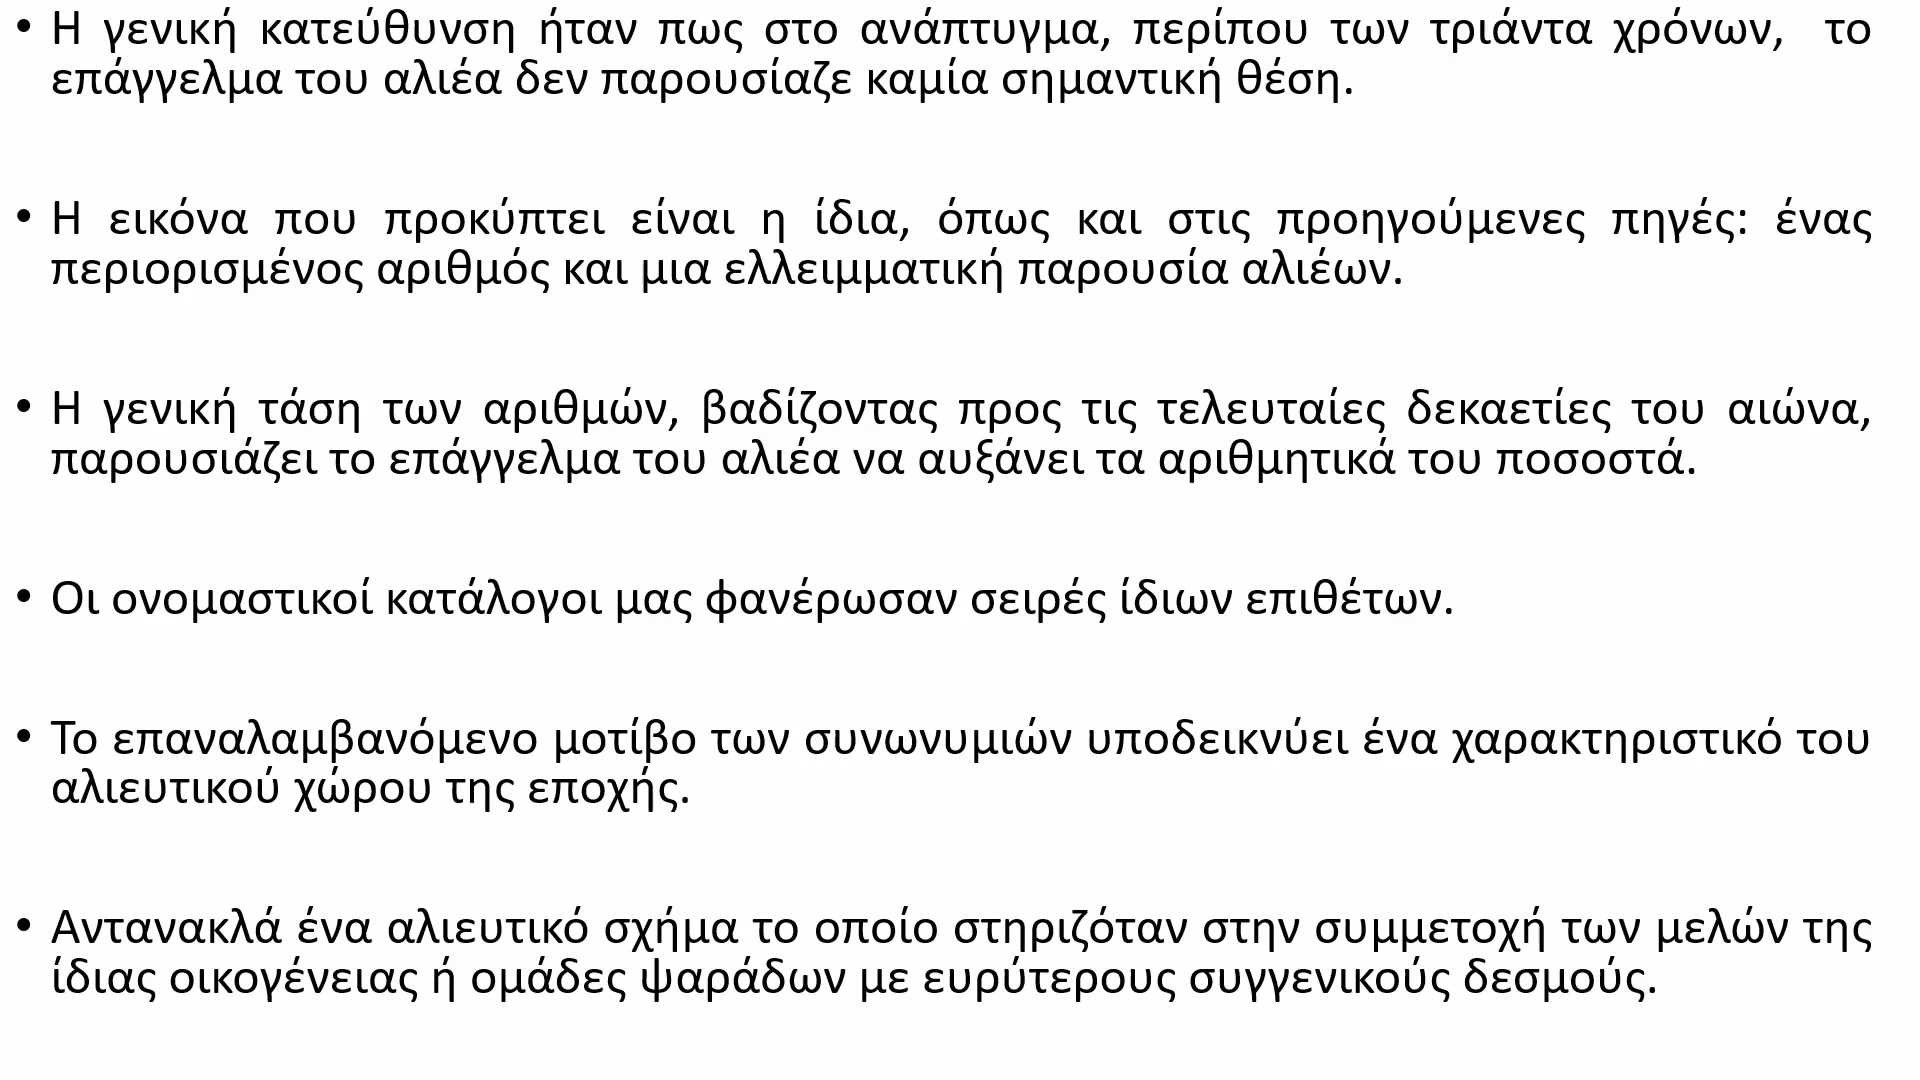 • Η γενική κατεύθυνση ήταν πως στο ανάπτυγμα, περίπου των τριάντα χρόνων, το
επάγγελμα του αλιέα δεν παρουσίαζε καμία σημαντική θέση.
• Η εικόνα που προκύπτει είναι η ίδια, όπως και στις προηγούμενες πηγές: ένας
περιορισμένος αριθμός και μια ελλειμματική παρουσία αλιέων.
• Η γενική τάση των αριθμών, βαδίζοντας προς τις τελευταίες δεκαετίες του αιώνα,
παρουσιάζει το επάγγελμα του αλιέα να αυξάνει τα αριθμητικά του ποσοστά.
• Οι ονομαστικοί κατάλογοι μας φανέρωσαν σειρές ίδιων επιθέτων.
• Το επαναλαμβανόμενο μοτίβο των συνωνυμιών υποδεικνύει ένα χαρακτηριστικό του
αλιευτικού χώρου της εποχής.
• Αντανακλά ένα αλιευτικό σχήμα το οποίο στηριζόταν στην συμμετοχή των μελών της
ίδιας οικογένειας ή ομάδες ψαράδων με ευρύτερους συγγενικούς δεσμούς.